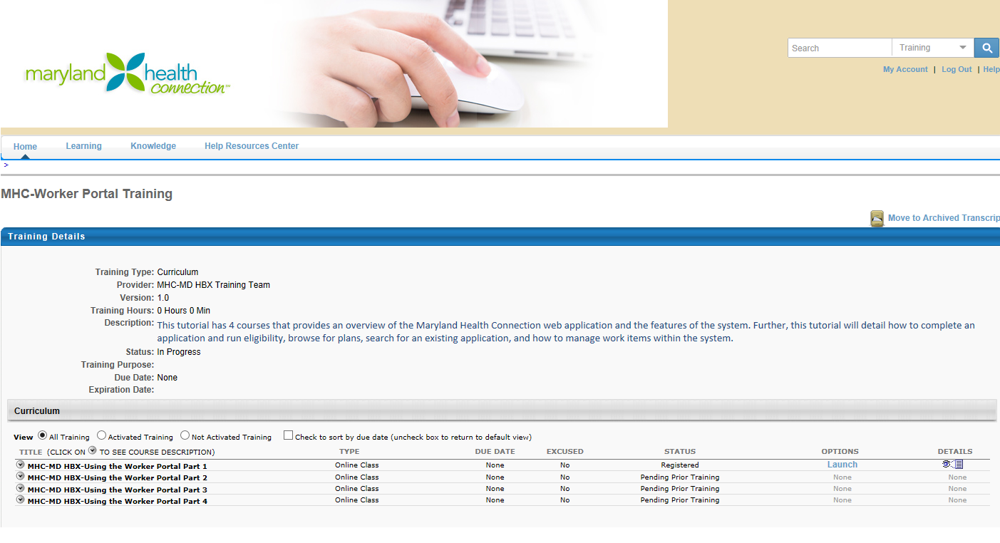 maryland health
connection SM
Search Training
My Account | Log Out | Help
Home Learning Knowledge Help Resources Center
>
MHC-Worker Portal Training
Move to Archived Transcrip
Training Details
Training Type: Curriculum
Provider: MHC-MD HBX Training Team
Version: 1.0
Training Hours: 0 Hours 0 Min
Description: This tutorial has 4 courses that provides an overview of the Maryland Health Connection web application and the features of the system. Further, this tutorial will detail how to complete an
application and run eligibility, browse for plans, search for an existing application, and how to manage work items within the system.
Status: In Progress
Training Purpose:
Due Date: None
Expiration Date:
Curriculum
View All Training Activated Training Not Activated Training Check to sort by due date (uncheck box to return to default view)
TITLE (CLICK ON TO SEE COURSE DESCRIPTION) TYPE DUE DATE EXCUSED STATUS OPTIONS DETAILS
MHC-MD HBX-Using the Worker Portal Part 1 Online Class None No Registered Launch
MHC-MD HBX-Using the Worker Portal Part 2 Online Class None No Pending Prior Training None None
MHC-MD HBX-Using the Worker Portal Part 3 Online Class None No Pending Prior Training None None
MHC-MD HBX-Using the Worker Portal Part 4 Online Class None No Pending Prior Training None None